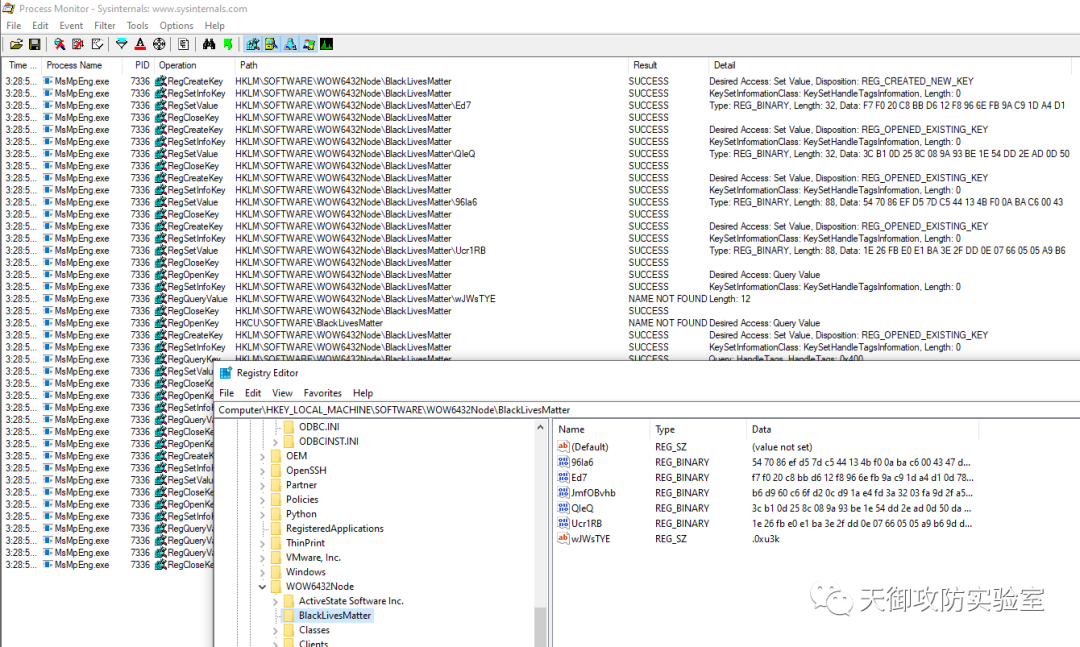 Process Monitor - Sysinternals: www.sysinternals.com
File Edit Event Filter Tools Options Help
Time ... Process Name PID Operation Path Result Detail
3:28:5... MsMpEng.exe 7336 RegCreateKey HKLM\SOFTWARE\WOW6432Node\BlackLivesMatter SUCCESS Desired Access: Set Value, Disposition: REG_CREATED_NEW_KEY
3:28:5... MsMpEng.exe 7336 RegSetInfoKey HKLM\SOFTWARE\WOW6432Node\BlackLivesMatter SUCCESS KeySetInformationClass: KeySetHandleTagsInformation, Length: 0
3:28:5... MsMpEng.exe 7336 RegSetValue HKLM\SOFTWARE\WOW6432Node\BlackLivesMatter\Ed7 SUCCESS Type: REG_BINARY, Length: 32, Data: F7 F0 20 C8 BB D6 12 F8 96 6E FB 9A C9 1D A4 D1
3:28:5... MsMpEng.exe 7336 RegCloseKey HKLM\SOFTWARE\WOW6432Node\BlackLivesMatter SUCCESS
3:28:5... MsMpEng.exe 7336 RegCreateKey HKLM\SOFTWARE\WOW6432Node\BlackLivesMatter SUCCESS Desired Access: Set Value, Disposition: REG_OPENED_EXISTING_KEY
3:28:5... MsMpEng.exe 7336 RegSetInfoKey HKLM\SOFTWARE\WOW6432Node\BlackLivesMatter SUCCESS KeySetInformationClass: KeySetHandleTagsInformation, Length: 0
3:28:5... MsMpEng.exe 7336 RegSetValue HKLM\SOFTWARE\WOW6432Node\BlackLivesMatter\QleQ SUCCESS Type: REG_BINARY, Length: 32, Data: 3C B1 0D 25 8C 08 9A 93 BE 1E 54 DD 2E AD 0D 50
3:28:5... MsMpEng.exe 7336 RegCloseKey HKLM\SOFTWARE\WOW6432Node\BlackLivesMatter SUCCESS
3:28:5... MsMpEng.exe 7336 RegCreateKey HKLM\SOFTWARE\WOW6432Node\BlackLivesMatter SUCCESS Desired Access: Set Value, Disposition: REG_OPENED_EXISTING_KEY
3:28:5... MsMpEng.exe 7336 RegSetInfoKey HKLM\SOFTWARE\WOW6432Node\BlackLivesMatter SUCCESS KeySetInformationClass: KeySetHandleTagsInformation, Length: 0
3:28:5... MsMpEng.exe 7336 RegSetValue HKLM\SOFTWARE\WOW6432Node\BlackLivesMatter\96Ia6 SUCCESS Type: REG_BINARY, Length: 88, Data: 54 70 86 EF D5 7D C5 44 13 4B F0 0A BA C6 00 43
3:28:5... MsMpEng.exe 7336 RegCloseKey HKLM\SOFTWARE\WOW6432Node\BlackLivesMatter SUCCESS
3:28:5... MsMpEng.exe 7336 RegCreateKey HKLM\SOFTWARE\WOW6432Node\BlackLivesMatter SUCCESS Desired Access: Set Value, Disposition: REG_OPENED_EXISTING_KEY
3:28:5... MsMpEng.exe 7336 RegSetInfoKey HKLM\SOFTWARE\WOW6432Node\BlackLivesMatter SUCCESS KeySetInformationClass: KeySetHandleTagsInformation, Length: 0
3:28:5... MsMpEng.exe 7336 RegSetValue HKLM\SOFTWARE\WOW6432Node\BlackLivesMatter\Ucr1RB SUCCESS Type: REG_BINARY, Length: 88, Data: 1E 26 FB E0 E1 BA 3E 2F DD 0E 07 66 05 05 A9 B6
3:28:5... MsMpEng.exe 7336 RegCloseKey HKLM\SOFTWARE\WOW6432Node\BlackLivesMatter SUCCESS
3:28:5... MsMpEng.exe 7336 RegOpenKey HKLM\SOFTWARE\WOW6432Node\BlackLivesMatter SUCCESS Desired Access: Query Value
3:28:5... MsMpEng.exe 7336 RegSetInfoKey HKLM\SOFTWARE\WOW6432Node\BlackLivesMatter SUCCESS KeySetInformationClass: KeySetHandleTagsInformation, Length: 0
3:28:5... MsMpEng.exe 7336 RegQueryValue HKLM\SOFTWARE\WOW6432Node\BlackLivesMatter\wJWsTYE NAME NOT FOUND Length: 12
3:28:5... MsMpEng.exe 7336 RegCloseKey HKLM\SOFTWARE\WOW6432Node\BlackLivesMatter SUCCESS
3:28:5... MsMpEng.exe 7336 RegOpenKey HKCU\SOFTWARE\BlackLivesMatter NAME NOT FOUND Desired Access: Query Value
3:28:5... MsMpEng.exe 7336 RegCreateKey HKLM\SOFTWARE\WOW6432Node\BlackLivesMatter SUCCESS Desired Access: Set Value, Disposition: REG_OPENED_EXISTING_KEY
3:28:5... MsMpEng.exe 7336 RegSetInfoKey HKLM\SOFTWARE\WOW6432Node\BlackLivesMatter SUCCESS KeySetInformationClass: KeySetHandleTagsInformation, Length: 0
3:28:5... MsMpEng.exe 7336 RegQueryKey HKLM\SOFTWARE\WOW6432Node\BlackLivesMatter SUCCESS Query: HandleTags, HandleTags: 0x400
3:28:5... MsMpEng.exe 7336 RegSetValu
3:28:5... MsMpEng.exe 7336 RegCloseKe
3:28:5... MsMpEng.exe 7336 RegOpenKe
3:28:5... MsMpEng.exe 7336 RegSetInfoK
3:28:5... MsMpEng.exe 7336 RegQueryVa
3:28:5... MsMpEng.exe 7336 RegCloseKe
3:28:5... MsMpEng.exe 7336 RegOpenKe
3:28:5... MsMpEng.exe 7336 RegCreateK
3:28:5... MsMpEng.exe 7336 RegSetInfoK
3:28:5... MsMpEng.exe 7336 RegSetValu
3:28:5... MsMpEng.exe 7336 RegCloseKe
3:28:5... MsMpEng.exe 7336 RegOpenKe
3:28:5... MsMpEng.exe 7336 RegSetInfoK
3:28:5... MsMpEng.exe 7336 RegQueryVa
3:28:5... MsMpEng.exe 7336 RegQueryVa
3:28:5... MsMpEng.exe 7336 RegQueryVa
3:28:5... MsMpEng.exe 7336 RegCloseKe
Registry Editor
File Edit View Favorites Help
Computer\HKEY_LOCAL_MACHINE\SOFTWARE\WOW6432Node\BlackLivesMatter
ODBC.INI
ODBCINST.INI
OEM
OpenSSH
Partner
Policies
Python
RegisteredApplications
ThinPrint
VMware, Inc.
Windows
WOW6432Node
ActiveState Software Inc.
BlackLivesMatter
Classes
Clients
Name Type Data
(Default) REG_SZ (value not set)
96Ia6 REG_BINARY 54 70 86 ef d5 7d c5 44 13 4b f0 0a ba c6 00 43 47 d...
Ed7 REG_BINARY f7 f0 20 c8 bb d6 12 f8 96 6e fb 9a c9 1d a4 d1 0d 78...
JmfOBvhb REG_BINARY b6 d9 60 c6 6f d2 0c d9 1a e4 fd 3a 32 03 fa 9d 2f a5...
QleQ REG_BINARY 3c b1 0d 25 8c 08 9a 93 be 1e 54 dd 2e ad 0d 50 da ...
Ucr1RB REG_BINARY 1e 26 fb e0 e1 ba 3e 2f dd 0e 07 66 05 05 a9 b6 9d d...
wJWsTYE REG_SZ .0xu3k
天御攻防实验室